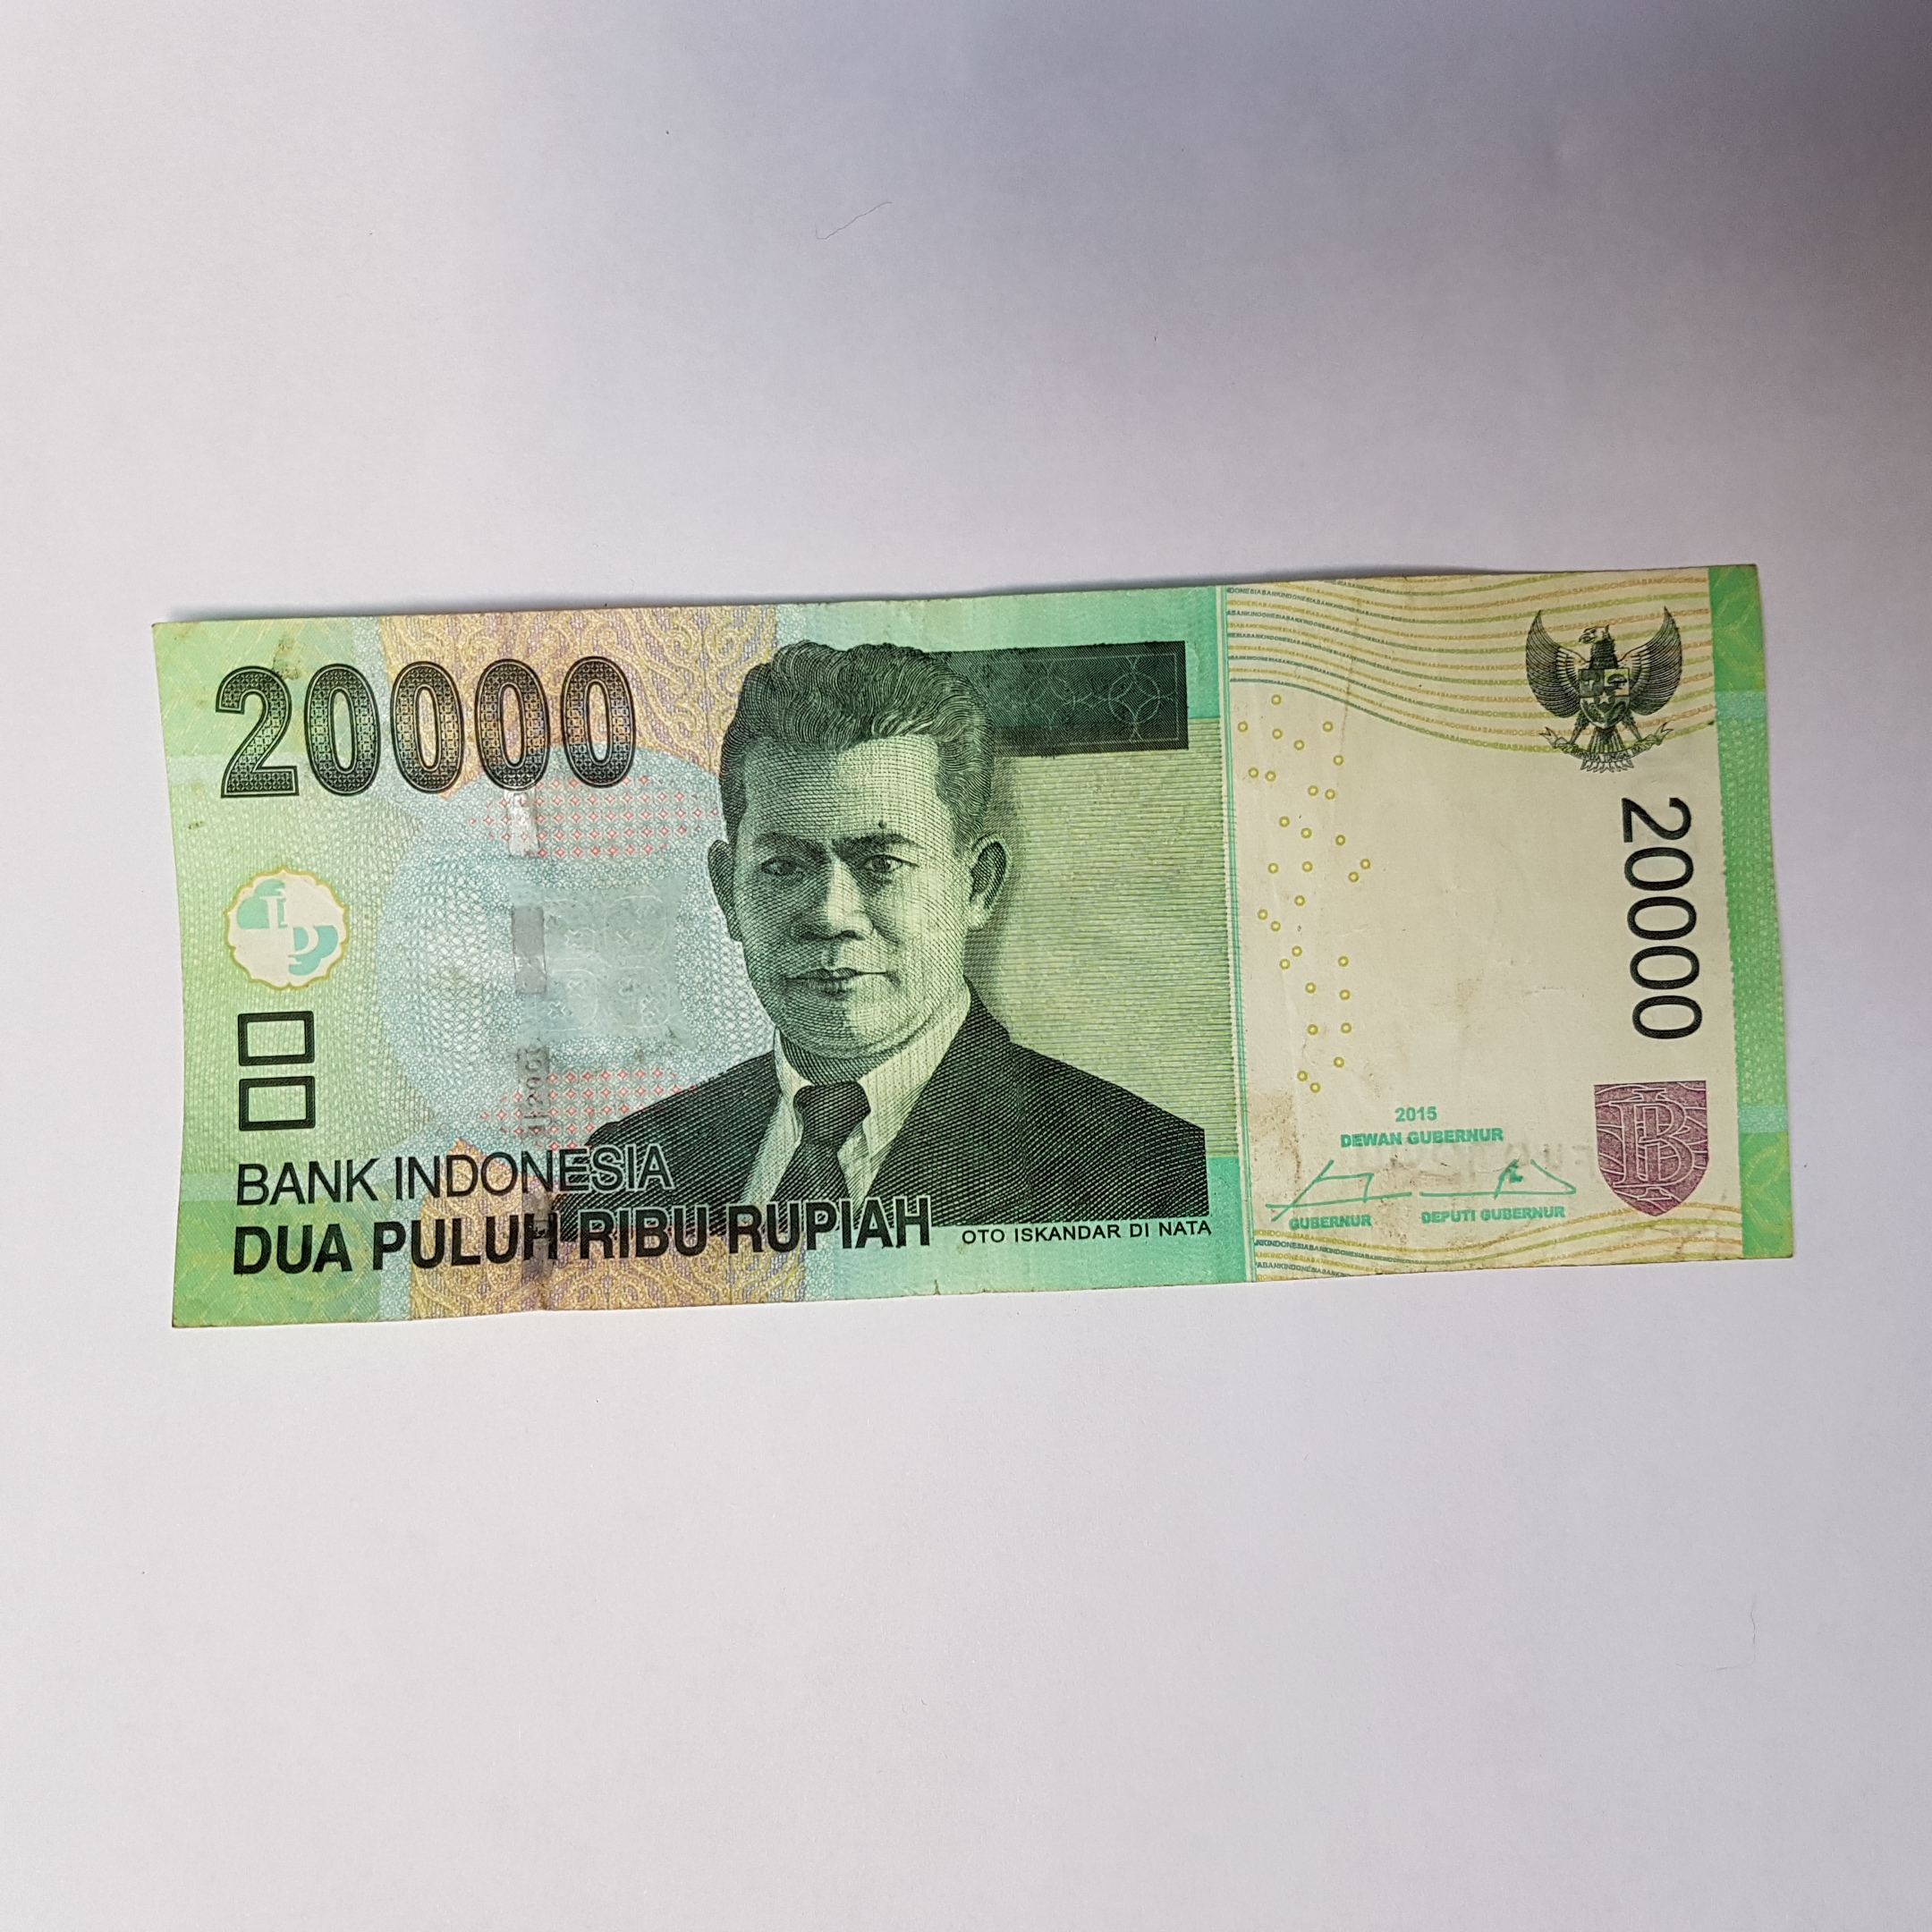 20000
BANK INDONESIA
DUA PULUH RIBU RUPIAH
OTO ISKANDAR DI NATA
2015
DEWAN GUBERNUR
GUBERNUR
DEPUTI GUBERNUR
20000